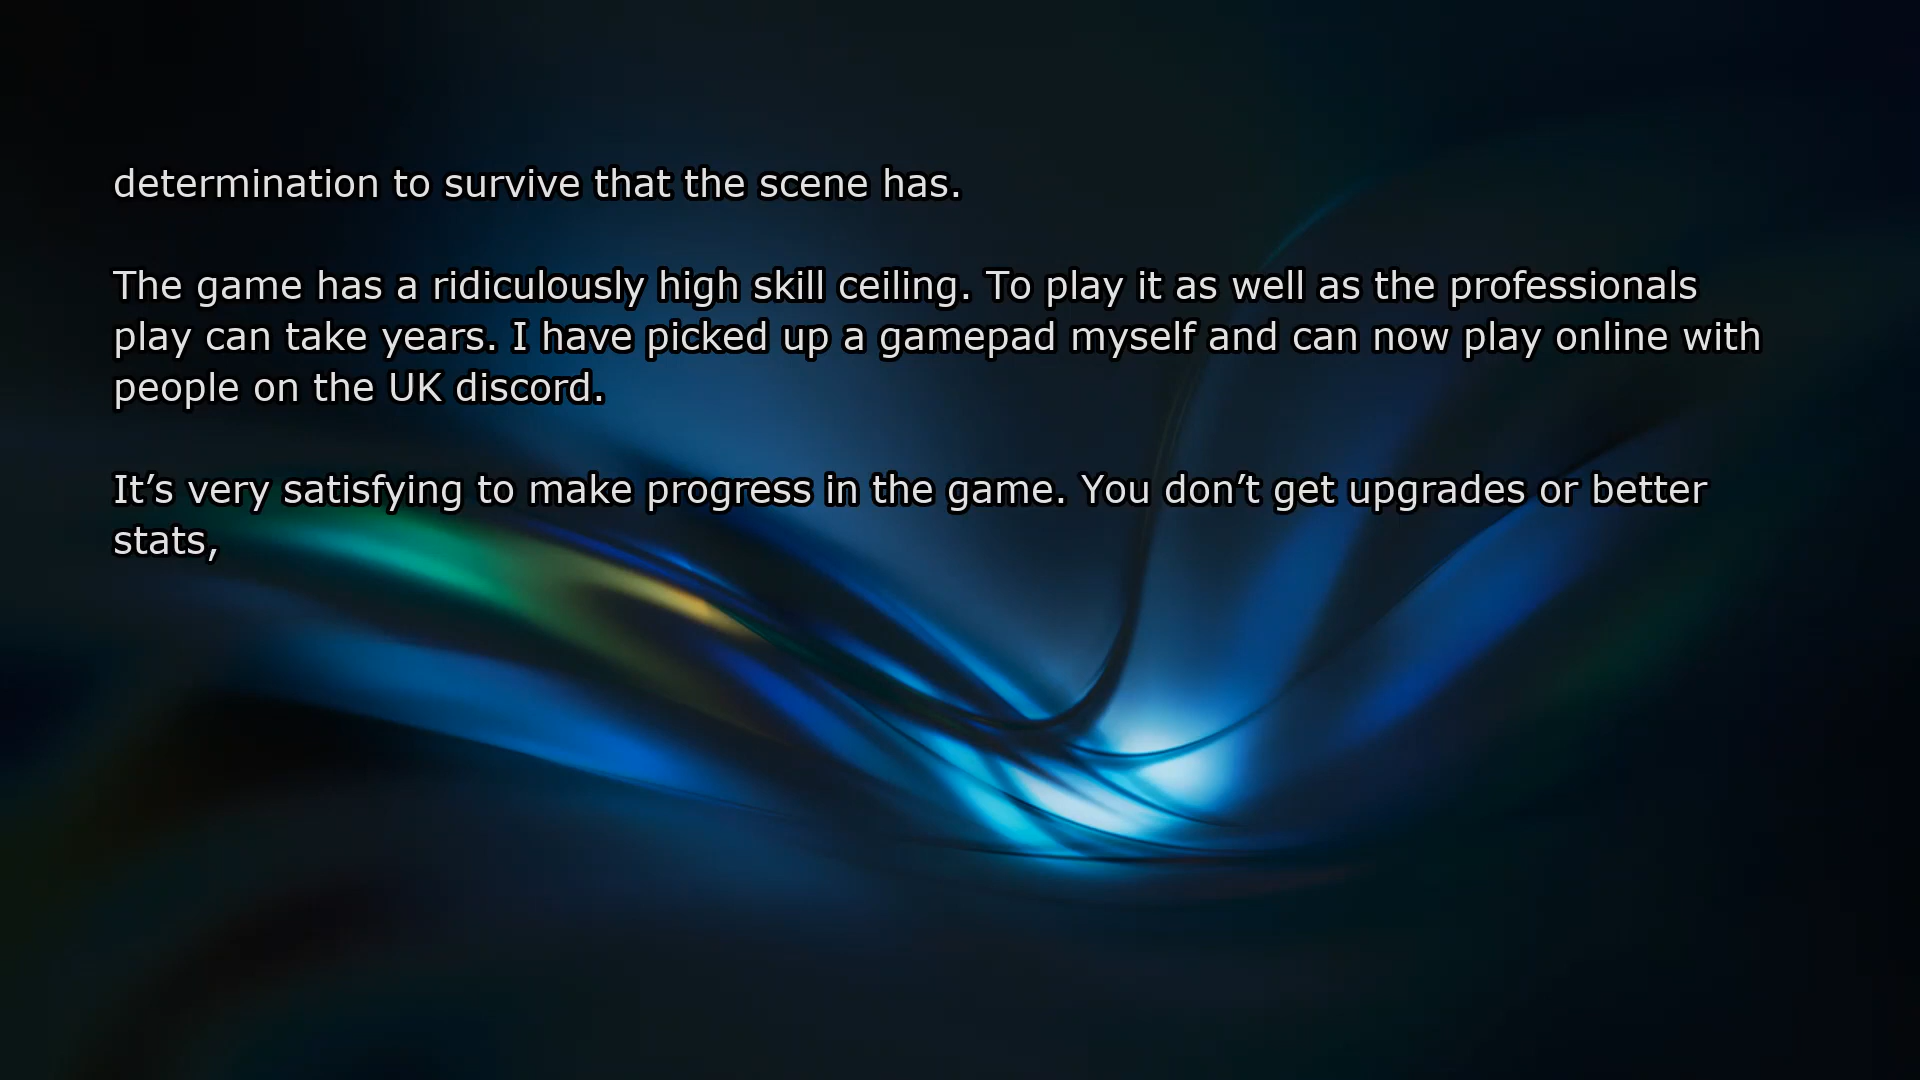 determination to survive that the scene has.
The game has a ridiculously high skill ceiling. To play it as well as the professionals
play can take years. I have picked up a gamepad myself and can now play online with
people on the UK discord.
It’s very satisfying to make progress in the game. You don’t get upgrades or better
stats,